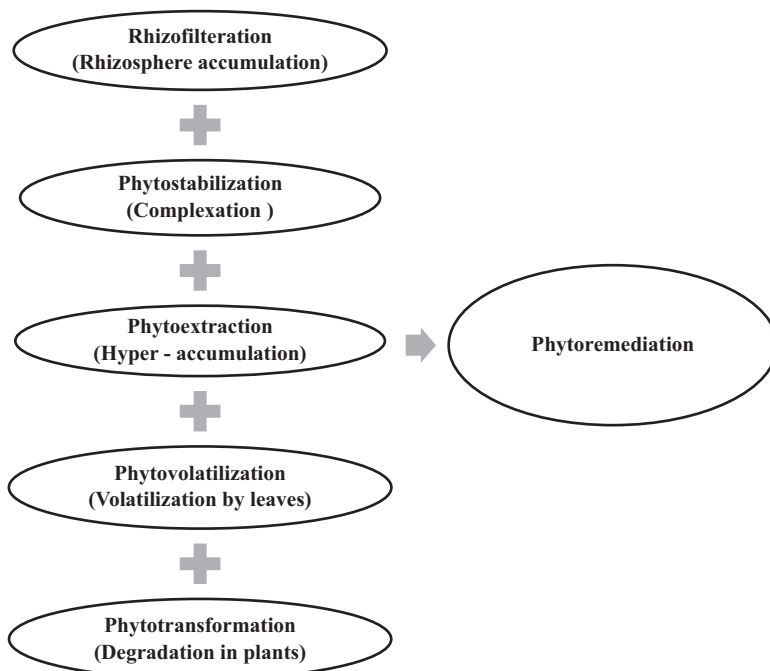 Rhizofilteration
(Rhizosphere accumulation)
Phytostabilization
(Complexation )
Phytoextraction
(Hyper - accumulation)
Phytoremediation
Phytovolatilization
(Volatilization by leaves)
Phytotransformation
(Degradation in plants)